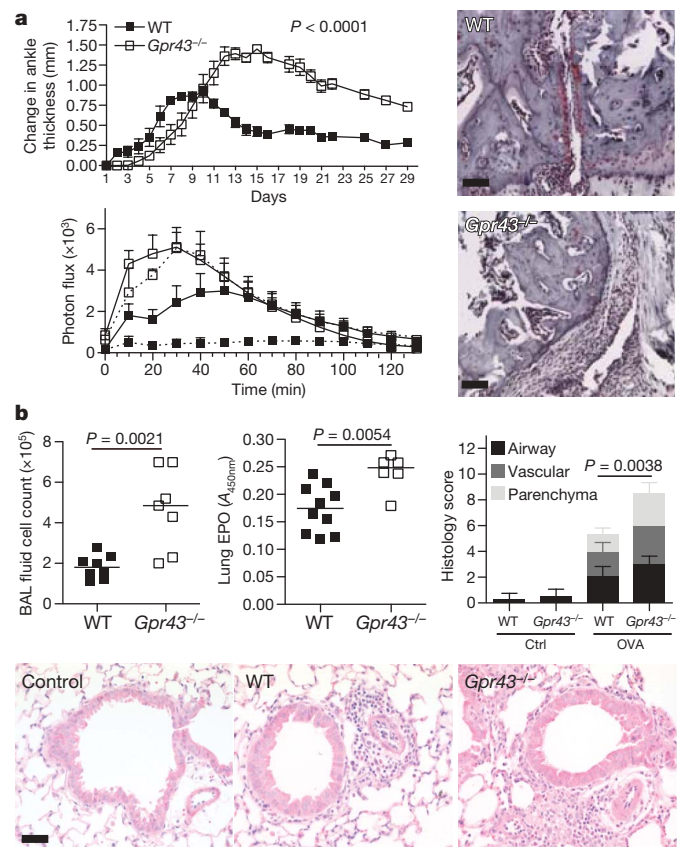 a
WT
Gpr43–/–
P < 0.0001
Change in ankle
thickness (mm)
1.75
1.50
1.25
1.00
0.75
0.50
0.25
0.00
1 3 5 7 9 11 13 15 17 19 21 23 25 27 29
Days
WT
Photon flux (×10³)
6
4
2
0
0 20 40 60 80 100 120
Time (min)
Gpr43–/–
b
BAL fluid cell count (×10⁵)
8
6
4
2
0
P = 0.0021
WT Gpr43–/–
Lung EPO (A450nm)
0.30
0.25
0.20
0.15
0.10
0.05
0.00
P = 0.0054
WT Gpr43–/–
Histology score
12
10
8
6
4
2
0
Airway
Vascular
Parenchyma
P = 0.0038
WT Gpr43–/– WT Gpr43–/–
Ctrl OVA
Control
WT
Gpr43–/–